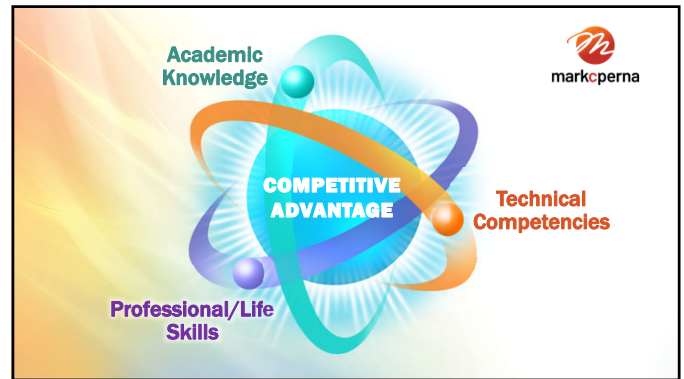 Academic
Knowledge
markcperna
COMPETITIVE
ADVANTAGE
Technical
Competencies
Professional/Life
Skills